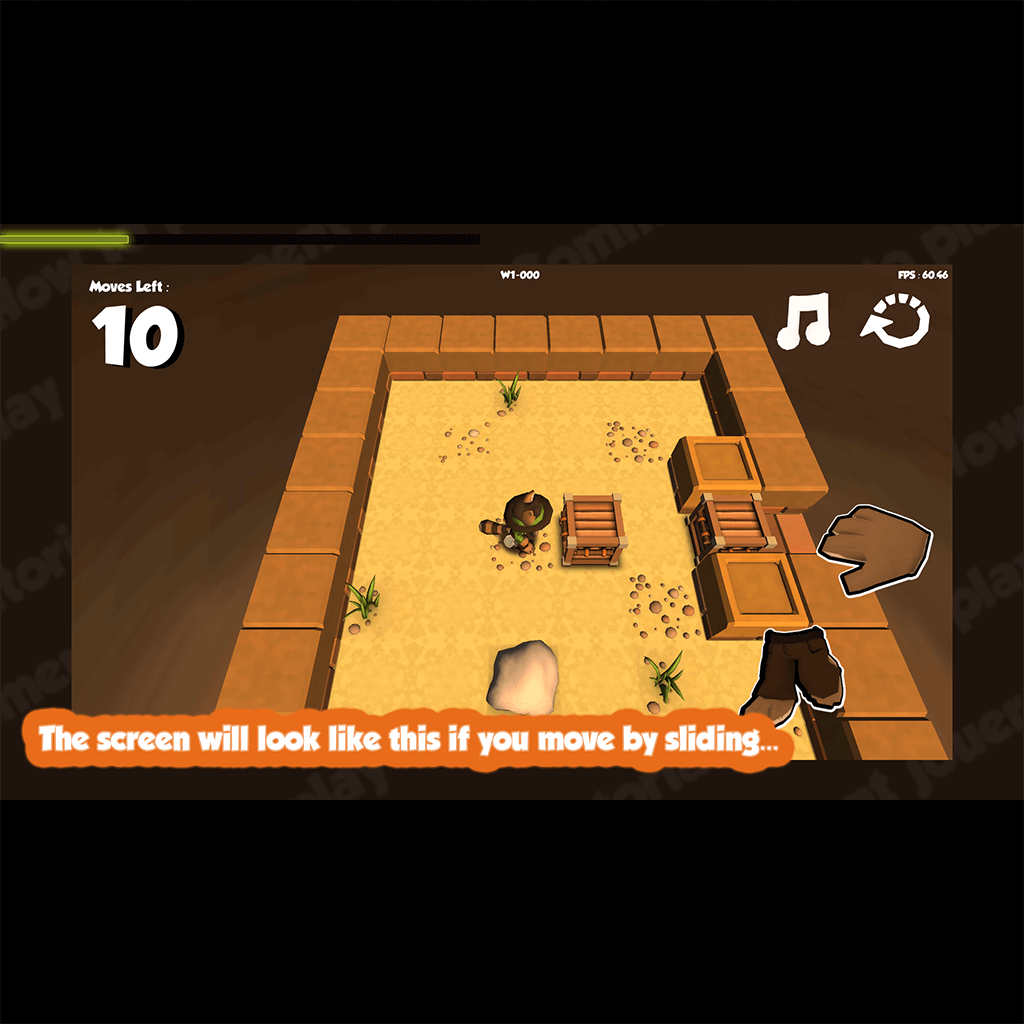 W1-000
FPS : 60.46
Moves Left :
10
The screen will look like this if you move by sliding...